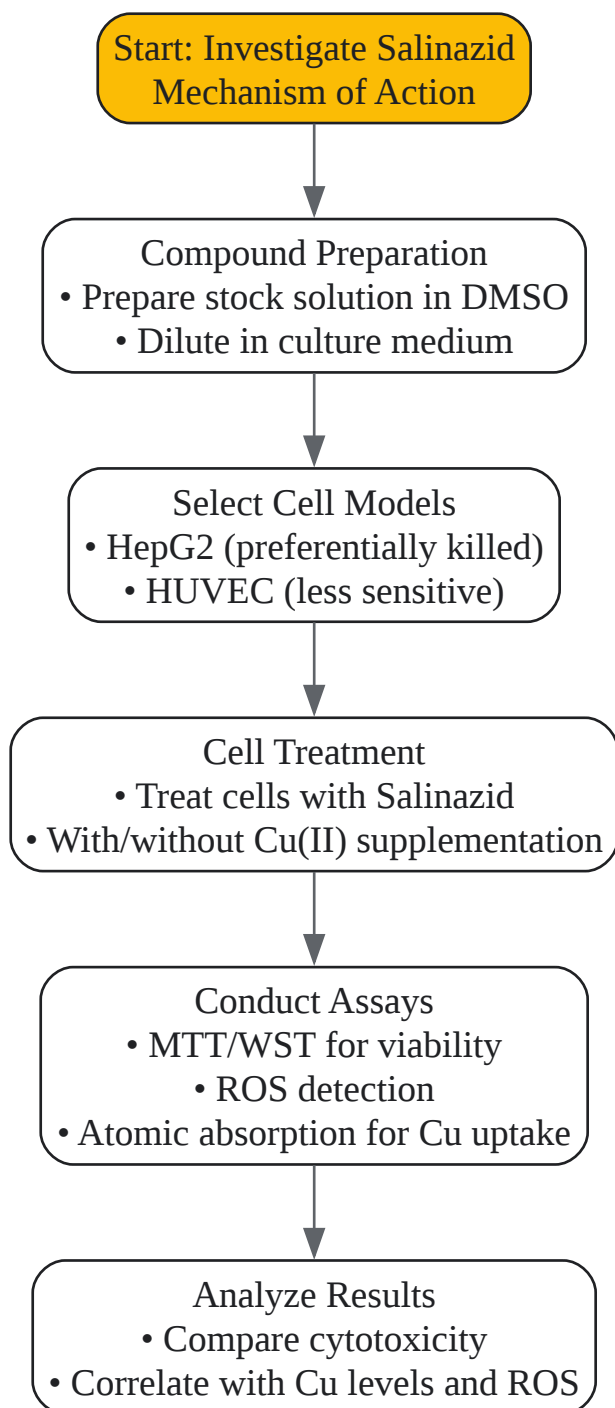 Start: Investigate Salinazid
Mechanism of Action
Compound Preparation
• Prepare stock solution in DMSO
• Dilute in culture medium
Select Cell Models
• HepG2 (preferentially killed)
• HUVEC (less sensitive)
Cell Treatment
• Treat cells with Salinazid
• With/without Cu(II) supplementation
Conduct Assays
• MTT/WST for viability
• ROS detection
• Atomic absorption for Cu uptake
Analyze Results
• Compare cytotoxicity
• Correlate with Cu levels and ROS